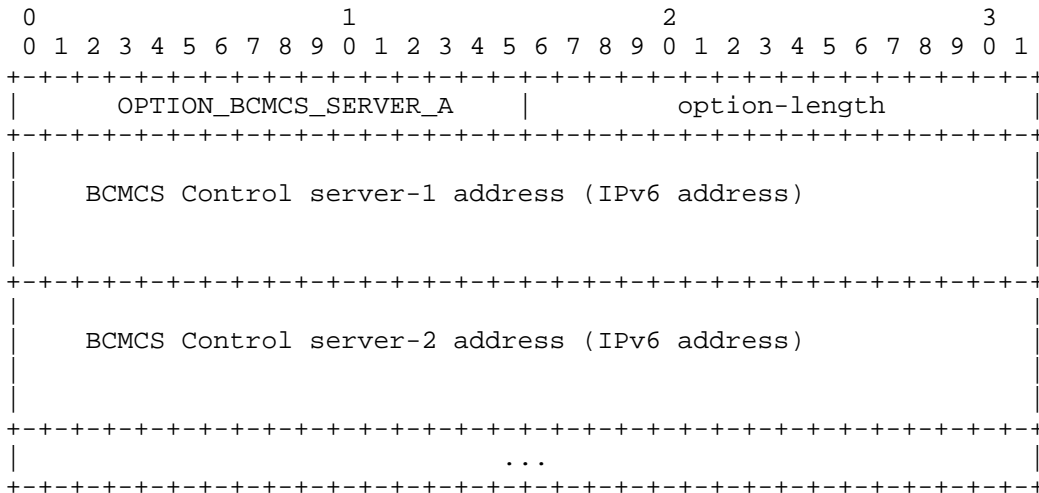 0                   1                   2                   3
 0 1 2 3 4 5 6 7 8 9 0 1 2 3 4 5 6 7 8 9 0 1 2 3 4 5 6 7 8 9 0 1
+-+-+-+-+-+-+-+-+-+-+-+-+-+-+-+-+-+-+-+-+-+-+-+-+-+-+-+-+-+-+-+-+
|      OPTION_BCMCS_SERVER_A    |         option-length         |
+-+-+-+-+-+-+-+-+-+-+-+-+-+-+-+-+-+-+-+-+-+-+-+-+-+-+-+-+-+-+-+-+
|                                                               |
|    BCMCS Control server-1 address (IPv6 address)              |
|                                                               |
|                                                               |
+-+-+-+-+-+-+-+-+-+-+-+-+-+-+-+-+-+-+-+-+-+-+-+-+-+-+-+-+-+-+-+-+
|                                                               |
|    BCMCS Control server-2 address (IPv6 address)              |
|                                                               |
|                                                               |
+-+-+-+-+-+-+-+-+-+-+-+-+-+-+-+-+-+-+-+-+-+-+-+-+-+-+-+-+-+-+-+-+
|                              ...                              |
+-+-+-+-+-+-+-+-+-+-+-+-+-+-+-+-+-+-+-+-+-+-+-+-+-+-+-+-+-+-+-+-+